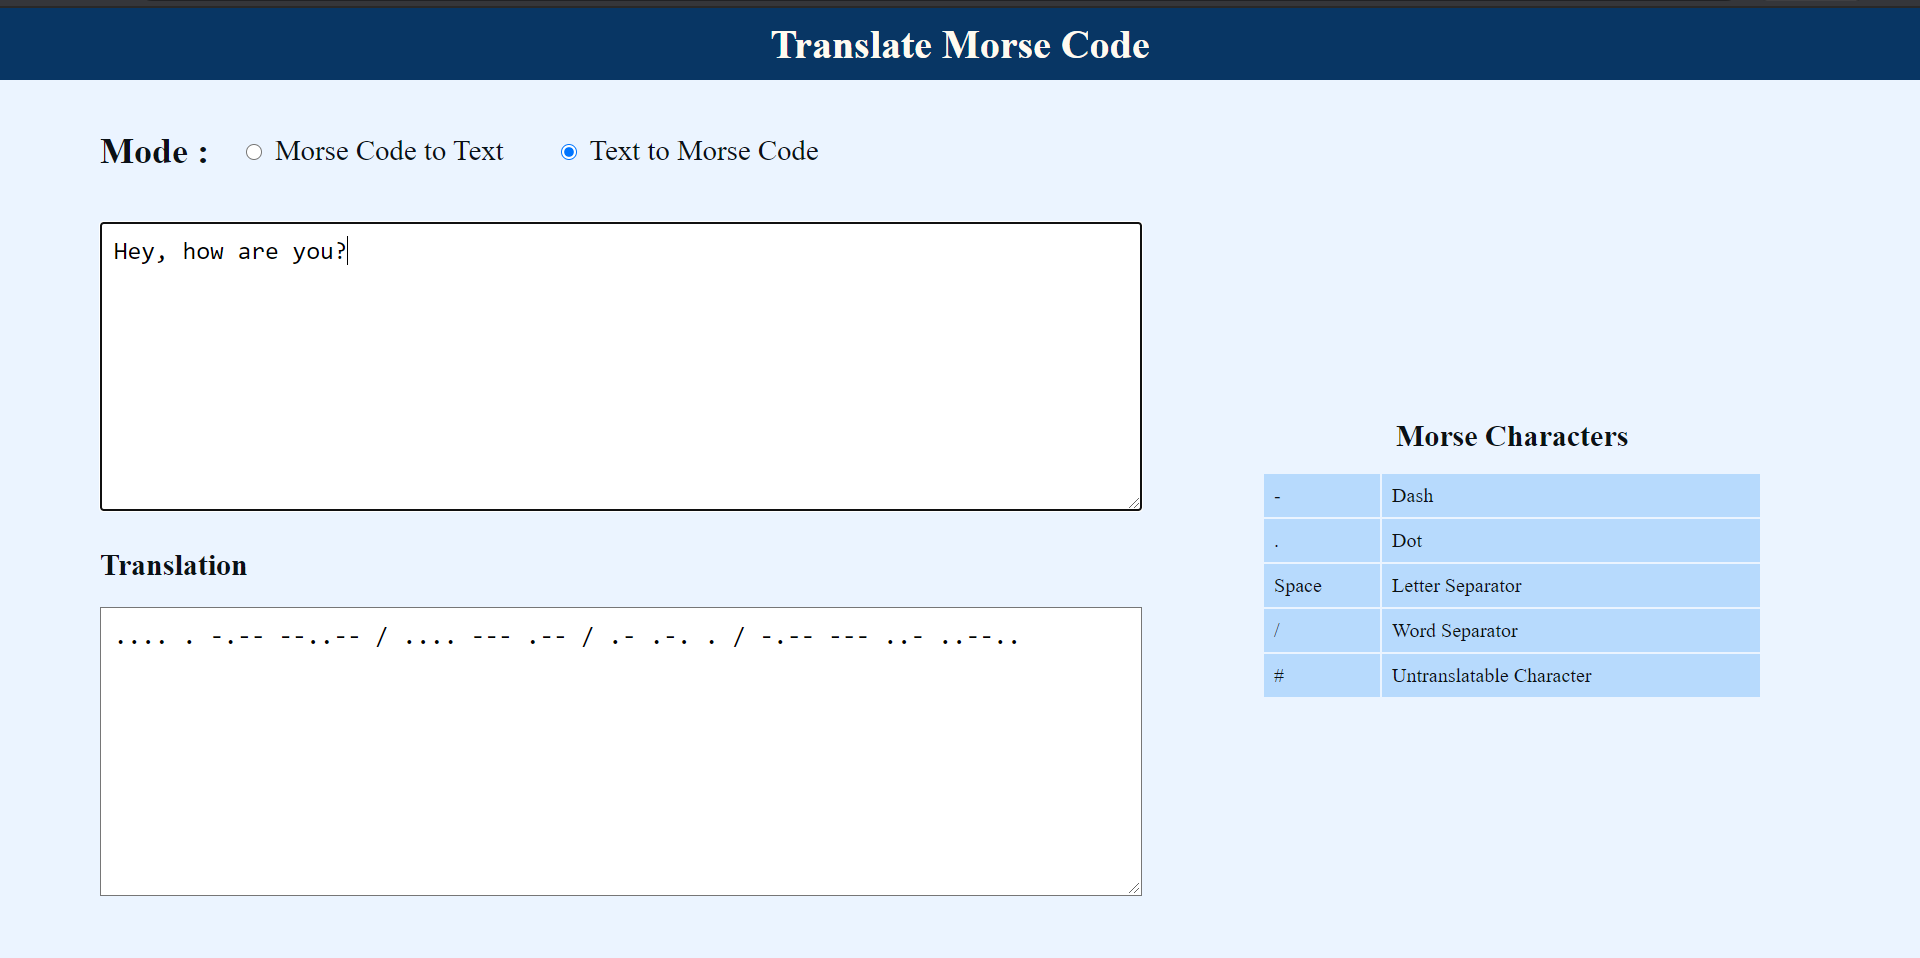 Translate Morse Code
Mode : Morse Code to Text Text to Morse Code
Hey, how are you?
Translation
.... . -.-- --..-- / .... --- .-- / .- .-. . / -.-- --- ..- ..--..
Morse Characters
- Dash
. Dot
Space Letter Separator
/ Word Separator
# Untranslatable Character